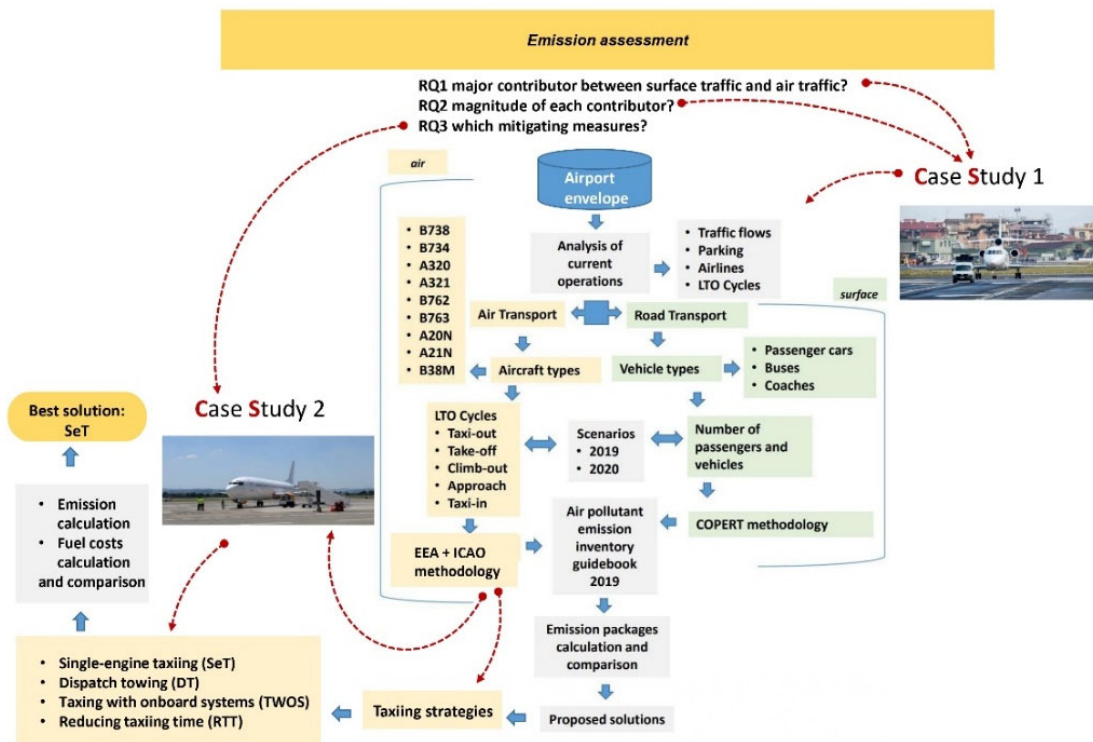 Emission assessment
RQ1 major contributor between surface traffic and air traffic?
RQ2 magnitude of each contributor?
RQ3 which mitigating measures?
air
Airport
envelope
Case Study 1
• B738
• B734
• A320
• A321
• B762
• B763
• A20N
• A21N
• B38M
Analysis of
current
operations
• Traffic flows
• Parking
• Airlines
• LTO Cycles
surface
Air Transport
Road Transport
Aircraft types
Vehicle types
• Passenger cars
• Buses
• Coaches
Best solution:
SeT
Case Study 2
LTO Cycles
• Taxi-out
• Take-off
• Climb-out
• Approach
• Taxi-in
Scenarios
• 2019
• 2020
Number of
passengers and
vehicles
• Emission
calculation
• Fuel costs
calculation
and comparison
EEA + ICAO
methodology
Air pollutant
emission
inventory
guidebook
2019
COPERT methodology
Emission packages
calculation and
comparison
• Single-engine taxiing (SeT)
• Dispatch towing (DT)
• Taxing with onboard systems (TWOS)
• Reducing taxiing time (RTT)
Taxiing strategies
Proposed solutions